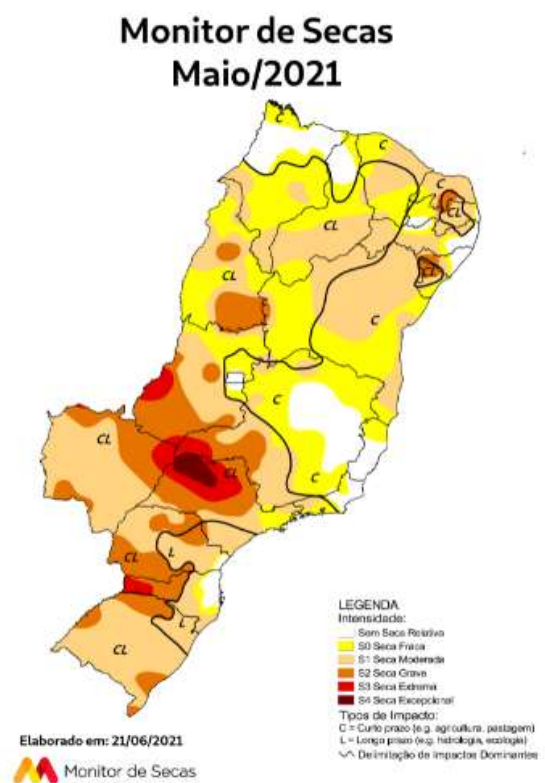 Monitor de Secas
Maio/2021
C
C
C
CL
CL
CL
CL
C
C
CL
CL
C
L
CL
L
CL
LEGENDA
Intensidade:
Sem Seca Relativa
S0 Seca Fraca
S1 Seca Moderada
S2 Seca Grave
S3 Seca Extrema
S4 Seca Excepcional
Tipos de Impacto:
C = Curto prazo (e.g. agricultura, pastagem)
L = Longo prazo (e.g. hidrologia, ecologia)
Delimitação de Impactos Dominantes
Elaborado em: 21/06/2021
Monitor de Secas